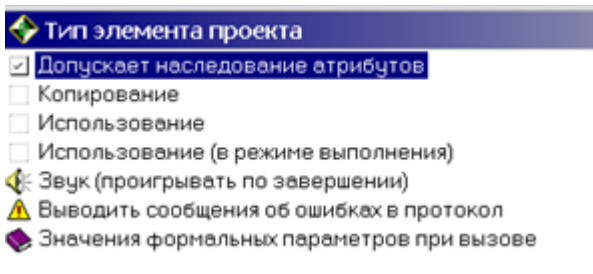 Тип элемента проекта
Допускает наследование атрибутов
Копирование
Использование
Использование (в режиме выполнения)
Звук (проигрывать по завершении)
Выводить сообщения об ошибках в протокол
Значения формальных параметров при вызове